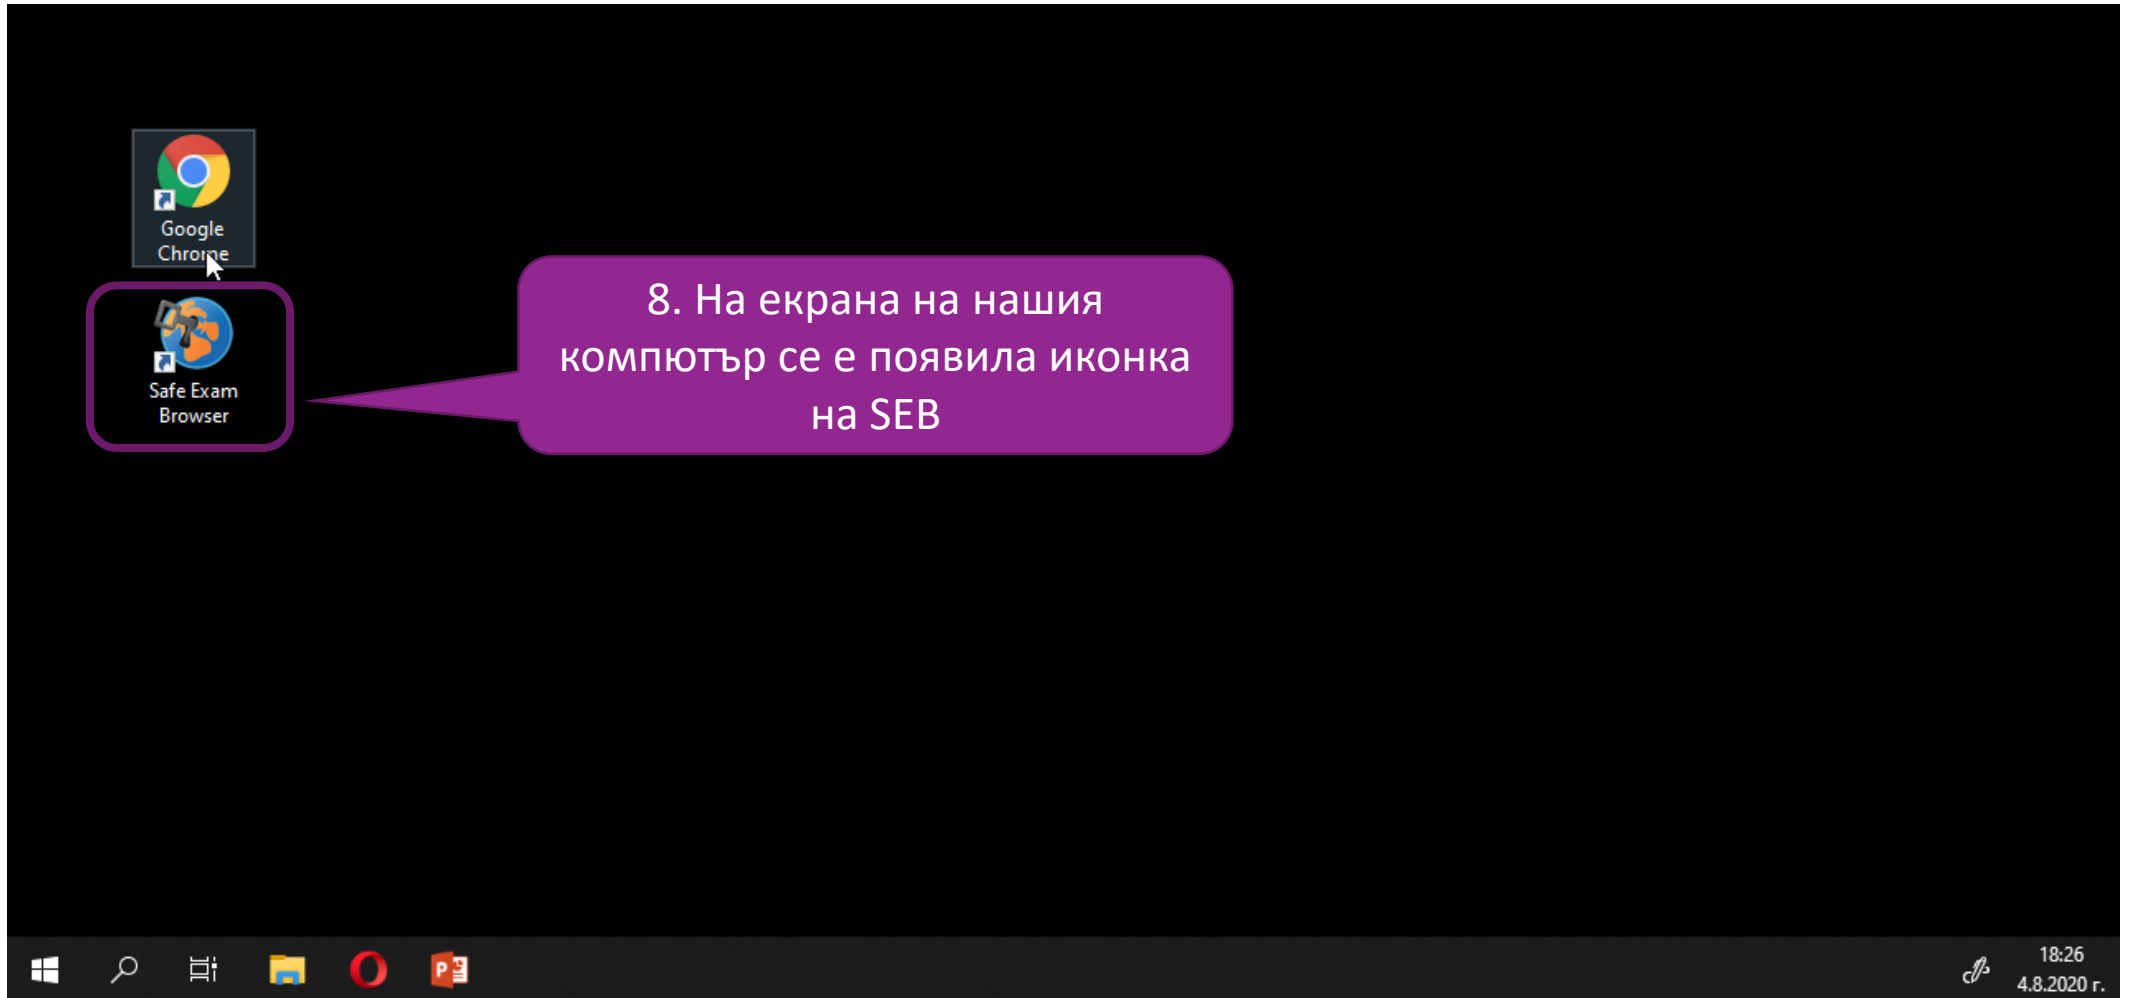 Google
Chrome
Safe Exam
Browser
8. На екрана на нашия
компютър се е появила иконка
на SEB
18:26
4.8.2020 г.